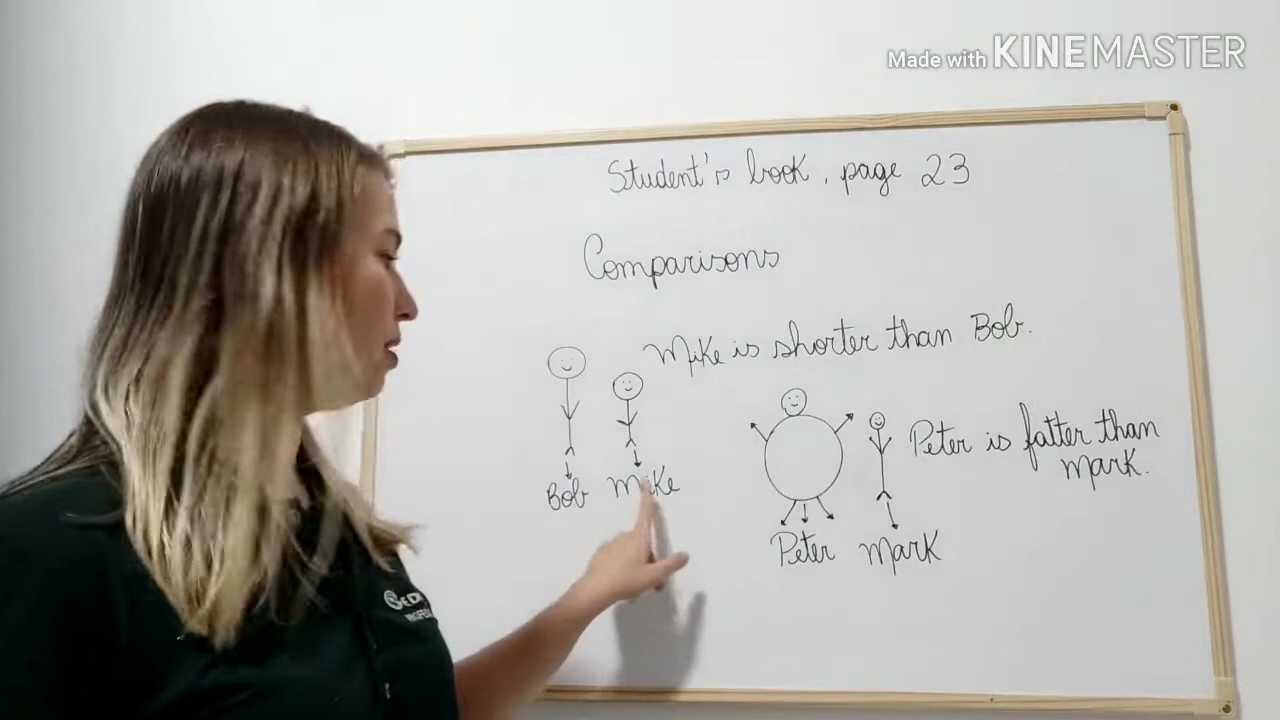 Made with KINEMASTER
Student's book, page 23
Comparisons
Mike is shorter than Bob.
Bob Mike
Peter is fatter than
Mark.
Peter Mark